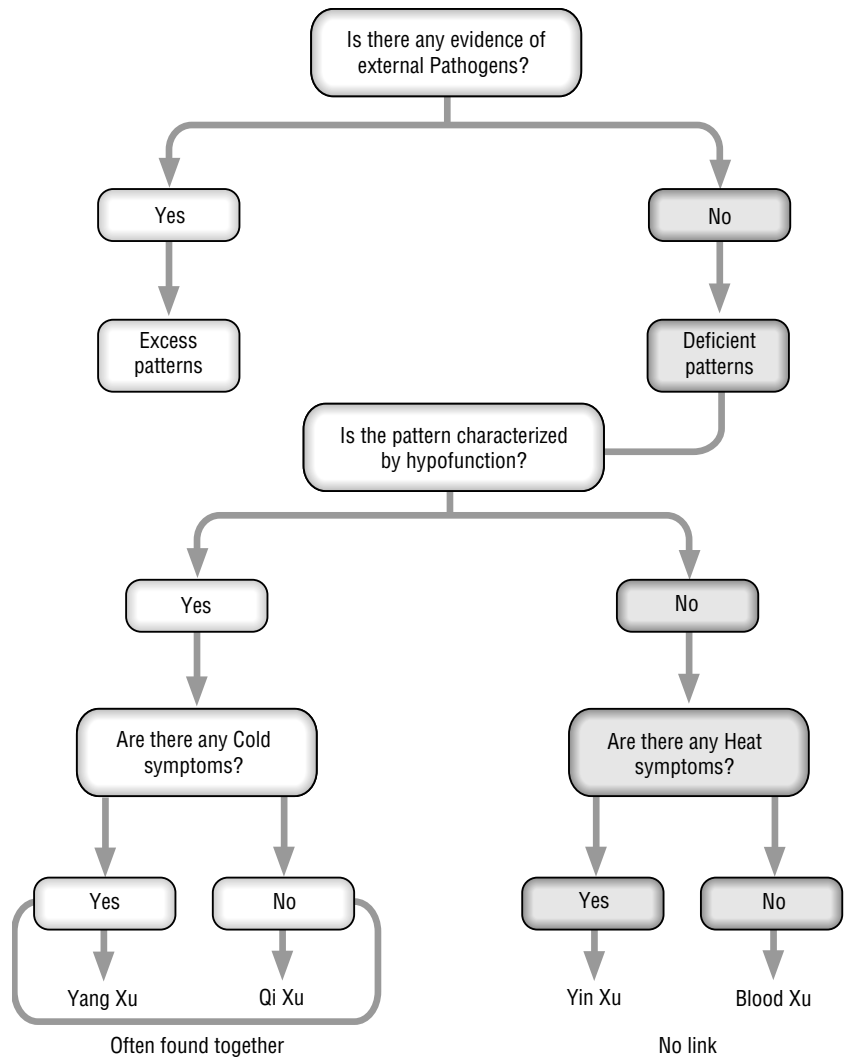 Is there any evidence of
external Pathogens?
Yes
No
Excess
patterns
Deficient
patterns
Is the pattern characterized
by hypofunction?
Yes
No
Are there any Cold
symptoms?
Are there any Heat
symptoms?
Yes
No
Yes
No
Yang Xu
Qi Xu
Yin Xu
Blood Xu
Often found together
No link